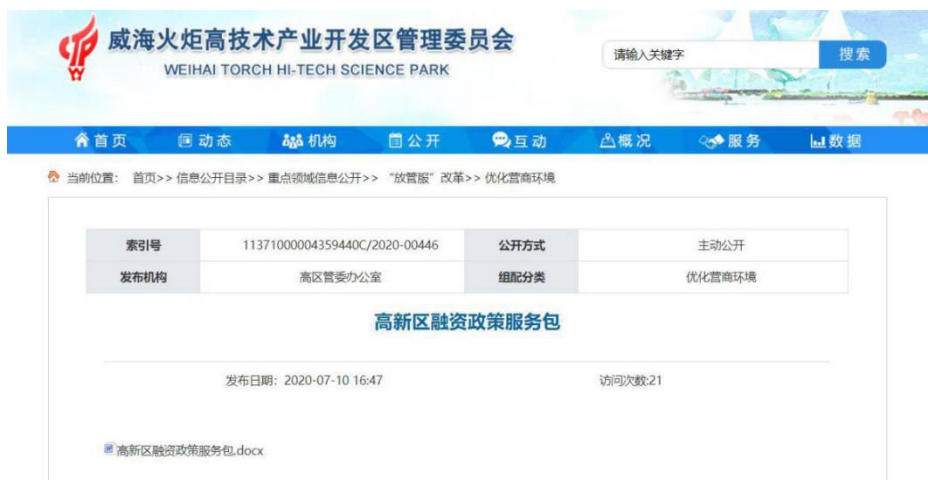 威海火炬高技术产业开发区管理委员会
WEIHAI TORCH HI-TECH SCIENCE PARK
请输入关键字 搜索
首页 动态 机构 公开 互动 概况 服务 数据
当前位置： 首页>> 信息公开目录>> 重点领域信息公开>> “放管服”改革>> 优化营商环境
索引号 11371000004359440C/2020-00446 公开方式 主动公开
发布机构 高区管委办公室 组配分类 优化营商环境
高新区融资政策服务包
发布日期：2020-07-10 16:47 访问次数:21
高新区融资政策服务包.docx